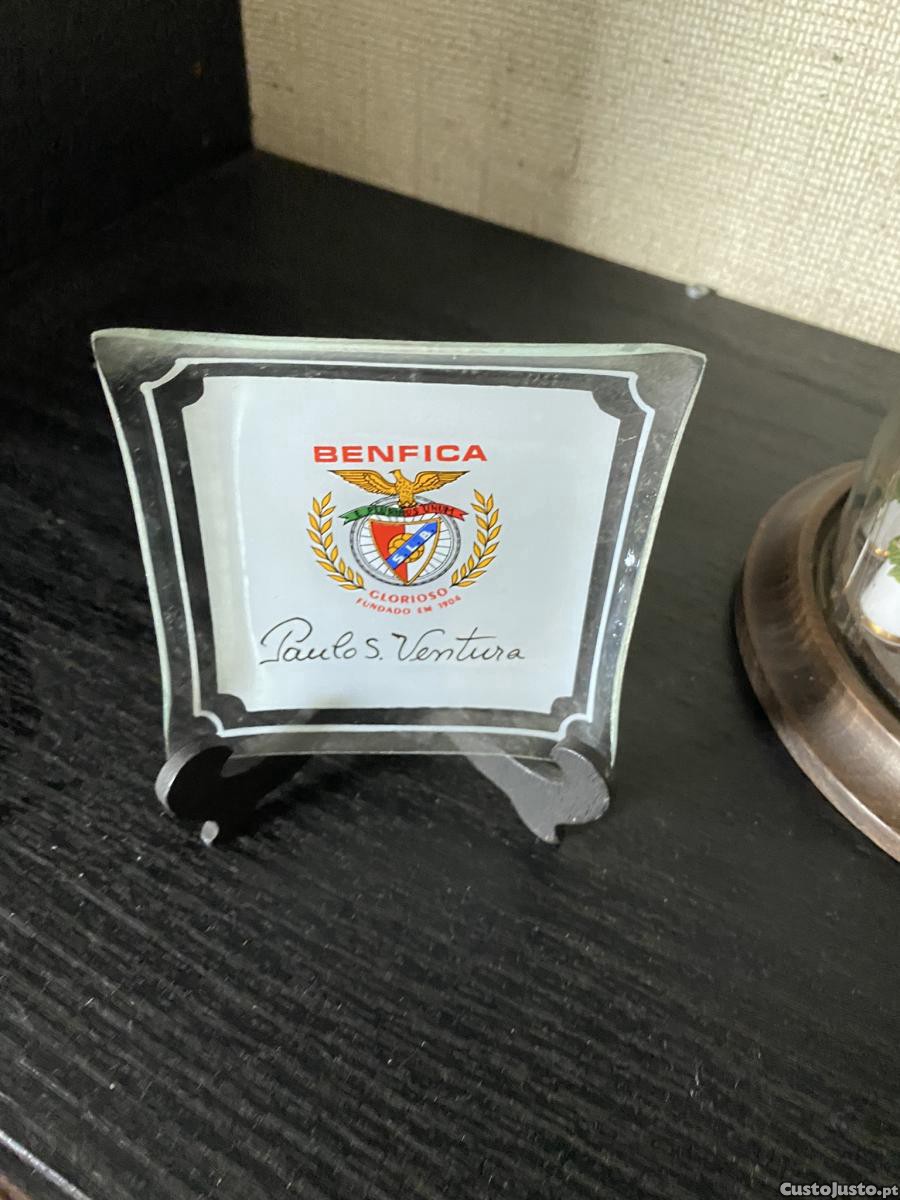 BENFICA
E PLURIBUS UNUM
S.L.B.
GLORIOSO
FUNDADO EM 1904
Paulo S. Ventura
CustoJusto.pt